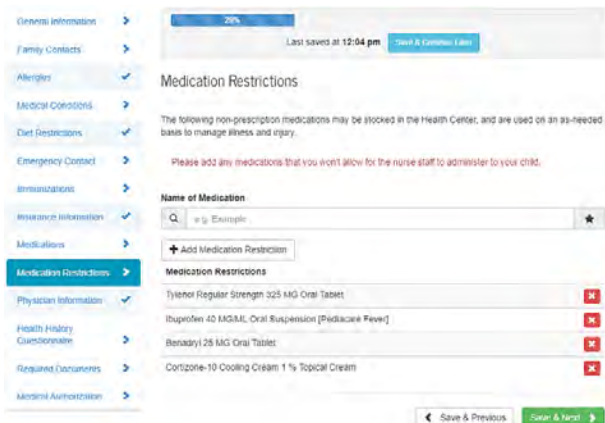 General Information
Family Contacts
Allergies
Medical Conditions
Diet Restrictions
Emergency Contact
Immunizations
Insurance Information
Medications
Medication Restrictions
Physician Information
Health History
Questionnaire
Required Documents
Medical Authorization
28%
Last saved at 12:04 pm Save & Continue Later
Medication Restrictions
The following non-prescription medications may be stocked in the Health Center, and are used on an as-needed
basis to manage illness and injury.
Please add any medications that you won't allow for the nurse staff to administer to your child.
Name of Medication
e.g. Example
Add Medication Restriction
Medication Restrictions
Tylenol Regular Strength 325 MG Oral Tablet
Ibuprofen 40 MG/ML Oral Suspension [Pediacare Fever]
Benadryl 25 MG Oral Tablet
Cortizone-10 Cooling Cream 1 % Topical Cream
Save & Previous Save & Next